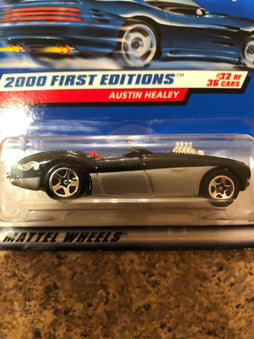 2000 FIRST EDITIONS™
AUSTIN HEALEY
#32 OF
36 CARS
MATTEL WHEELS